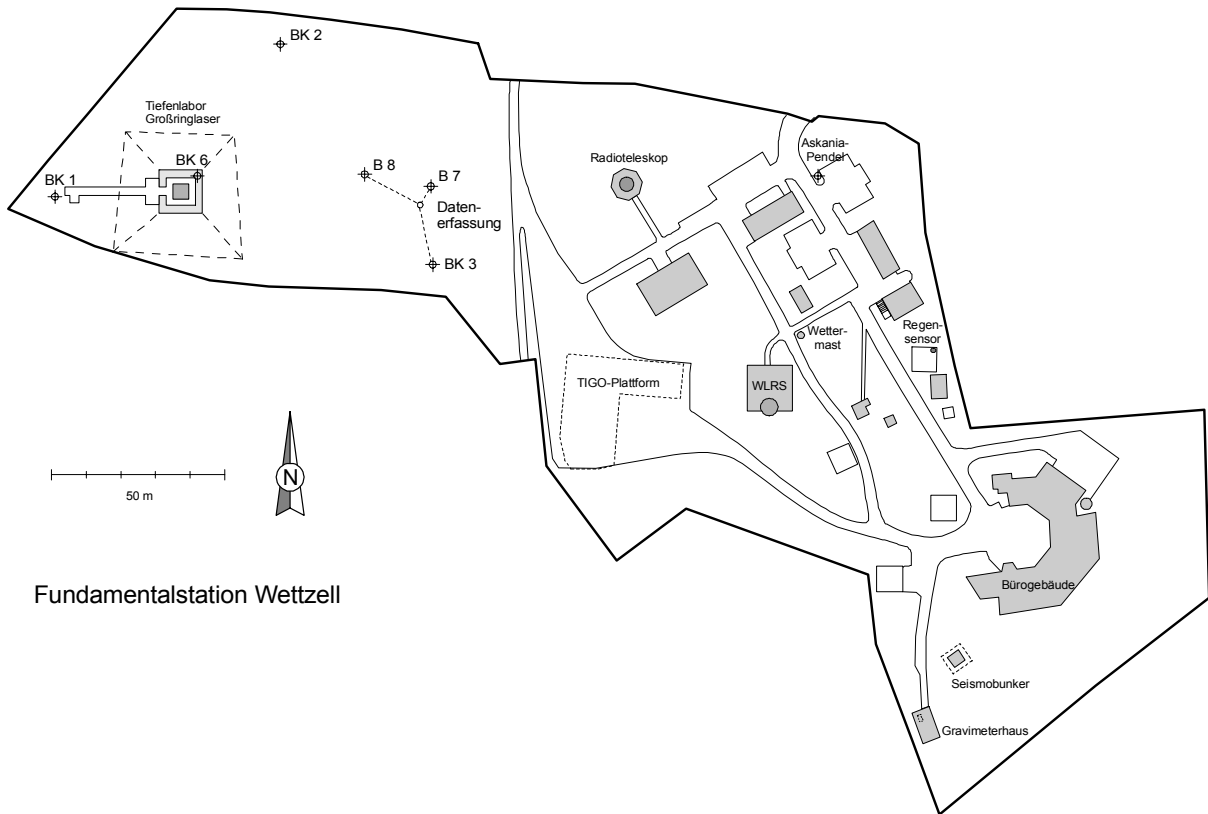 BK 2
Tiefenlabor
Großringlaser
BK 6
BK 1
B 8
B 7
Daten-
erfassung
BK 3
Radioteleskop
Askania-
Pendel
Wetter-
mast
Regen-
sensor
TIGO-Plattform
WLRS
50 m
N
Fundamentalstation Wettzell
Bürogebäude
Seismobunker
Gravimeterhaus